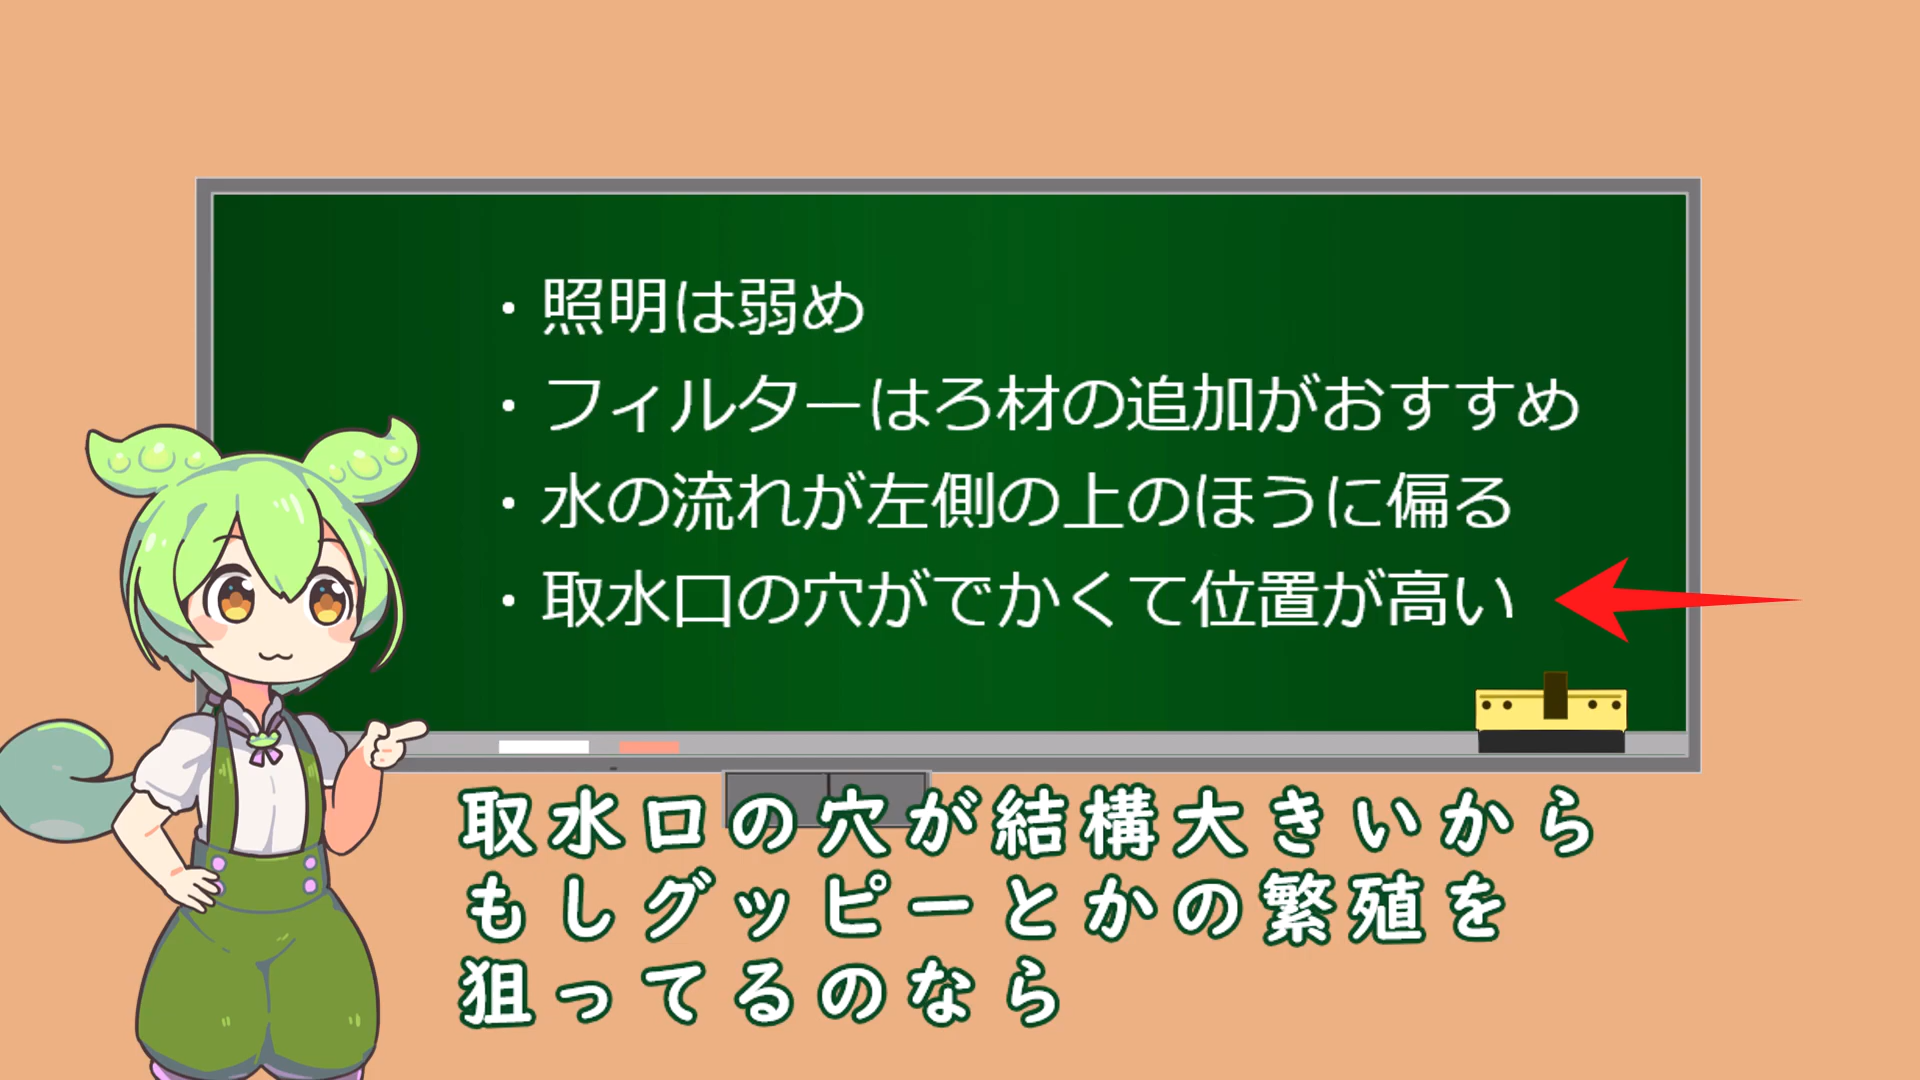 ・照明は弱め
・フィルターはろ材の追加がおすすめ
・水の流れが左側の上のほうに偏る
・取水口の穴がでかくて位置が高い
取水口の穴が結構大きいから
もしグッピーとかの繁殖を
狙ってるのなら